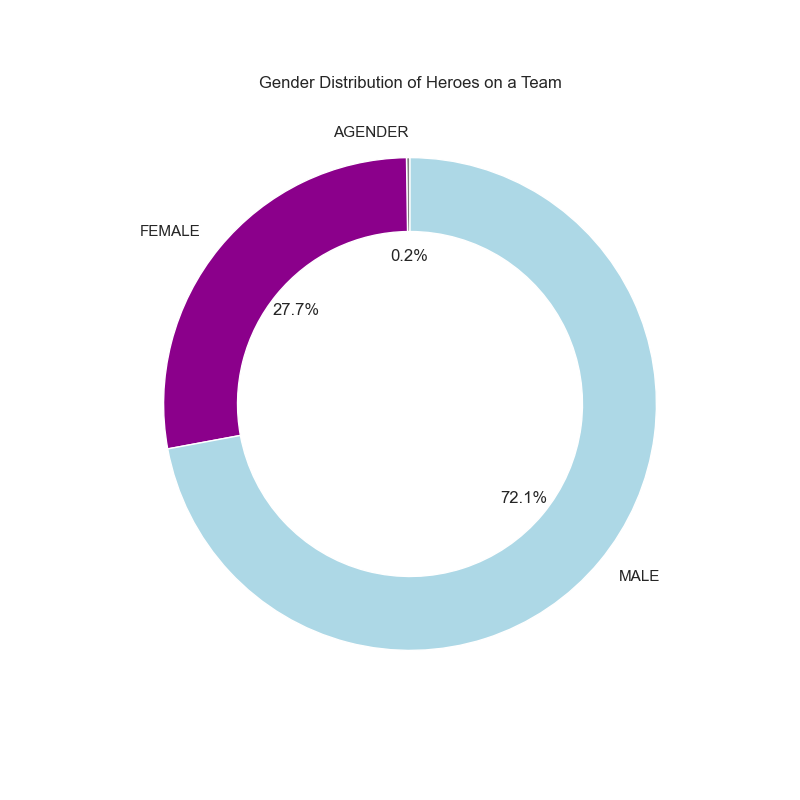 Gender Distribution of Heroes on a Team
AGENDER
FEMALE
0.2%
27.7%
72.1%
MALE